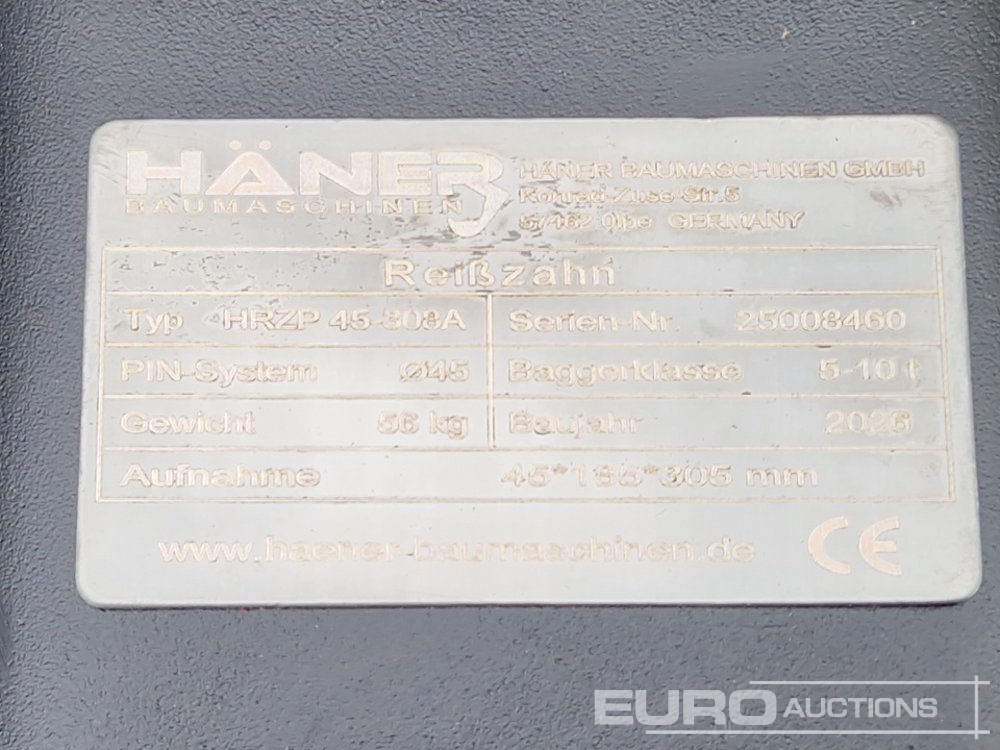 HÄNER
BAUMASCHINEN
HÄNER BAUMASCHINEN GMBH
Konrad-Zuse-Str.5
57462 Olpe GERMANY
Reißzahn
Typ HRZP 45-308A
Serien-Nr. 25008460
PIN-System Ø45
Baggerklasse 5-10 t
Gewicht 56 kg
Baujahr 2026
Aufnahme 45*185*305 mm
www.haener-baumaschinen.de
CE
EURO AUCTIONS